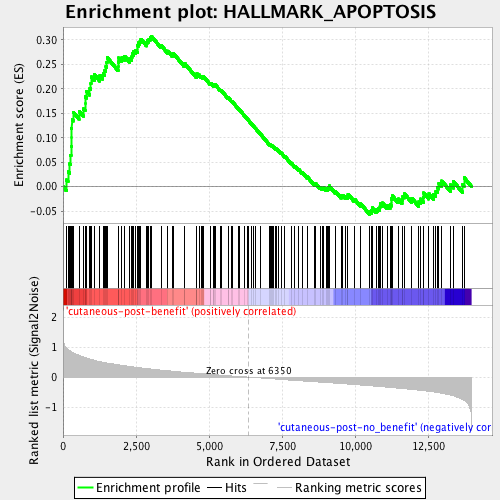 Enrichment plot: HALLMARK_APOPTOSIS
Enrichment score (ES)
0.30
0.25
0.20
0.15
0.10
0.05
0.00
-0.05
'cutaneous-post-benefit' (positively correlated)
Ranked list metric (Signal2Noise)
2
1
0
-1
Zero cross at 6350
'cutaneous-post-no_benefit' (negatively cor
0
2,500
5,000
7,500
10,000
12,500
Rank in Ordered Dataset
Enrichment profile
Hits
Ranking metric scores